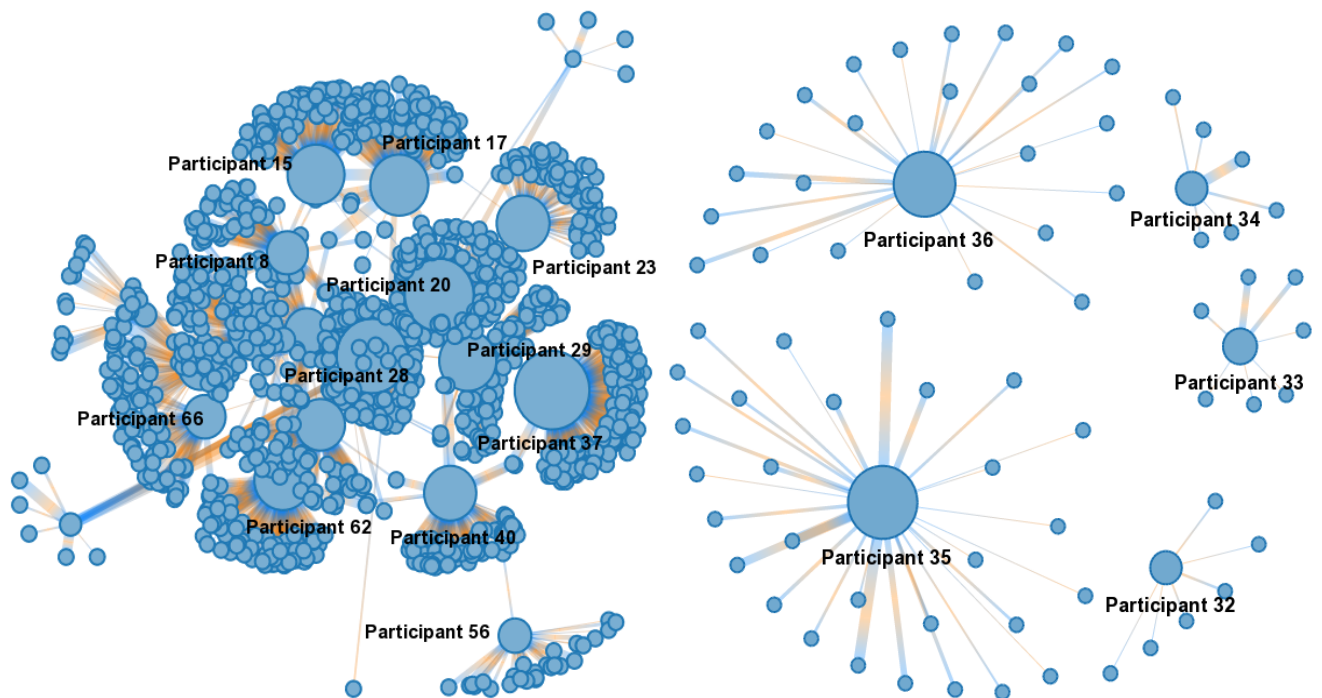 Participant 17
Participant 15
Participant 8
Participant 23
Participant 20
Participant 29
Participant 28
Participant 66
Participant 37
Participant 62
Participant 40
Participant 56
Participant 36
Participant 34
Participant 33
Participant 35
Participant 32